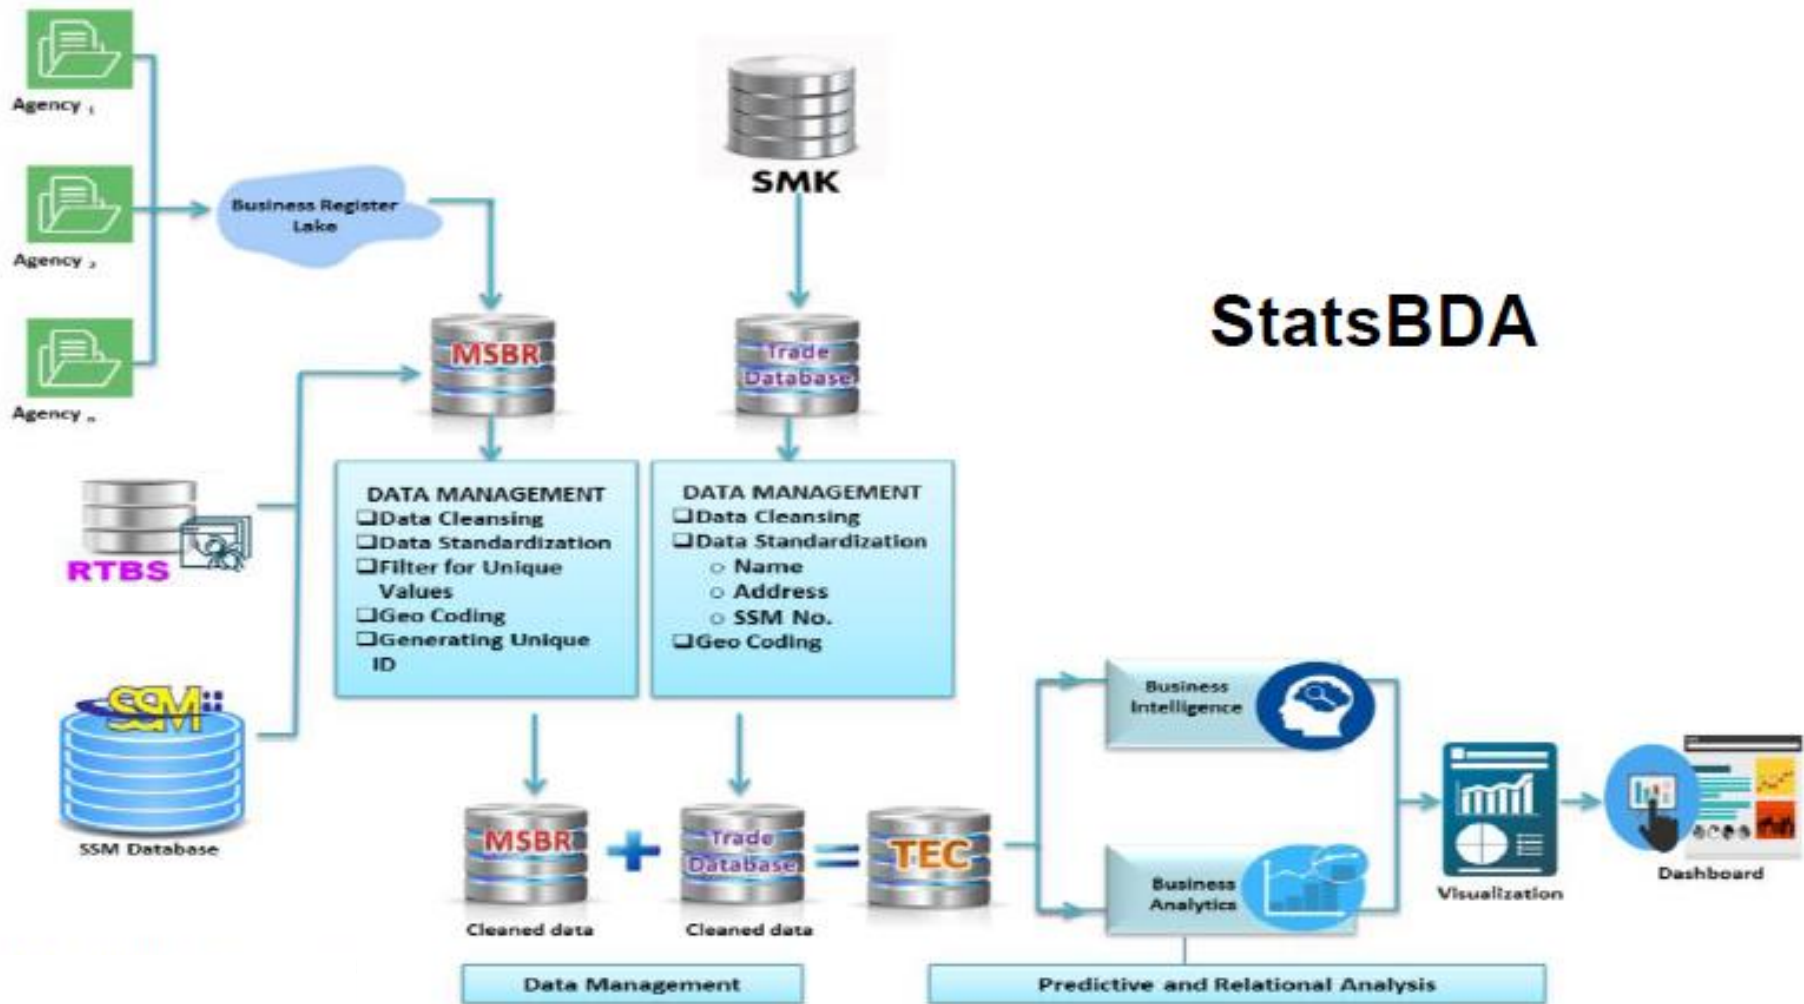 Agency 1
Agency 2
Agency n
Business Register
Lake
SMK
StatsBDA
MSBR
Trade
Database
RTBS
SSM
SSM Database
DATA MANAGEMENT
❑Data Cleansing
❑Data Standardization
❑Filter for Unique
Values
❑Geo Coding
❑Generating Unique
ID
DATA MANAGEMENT
❑Data Cleansing
❑Data Standardization
○ Name
○ Address
○ SSM No.
❑Geo Coding
MSBR
Cleaned data
+
Trade
Database
Cleaned data
=
TEC
Business
Intelligence
Business
Analytics
Visualization
Dashboard
Data Management
Predictive and Relational Analysis